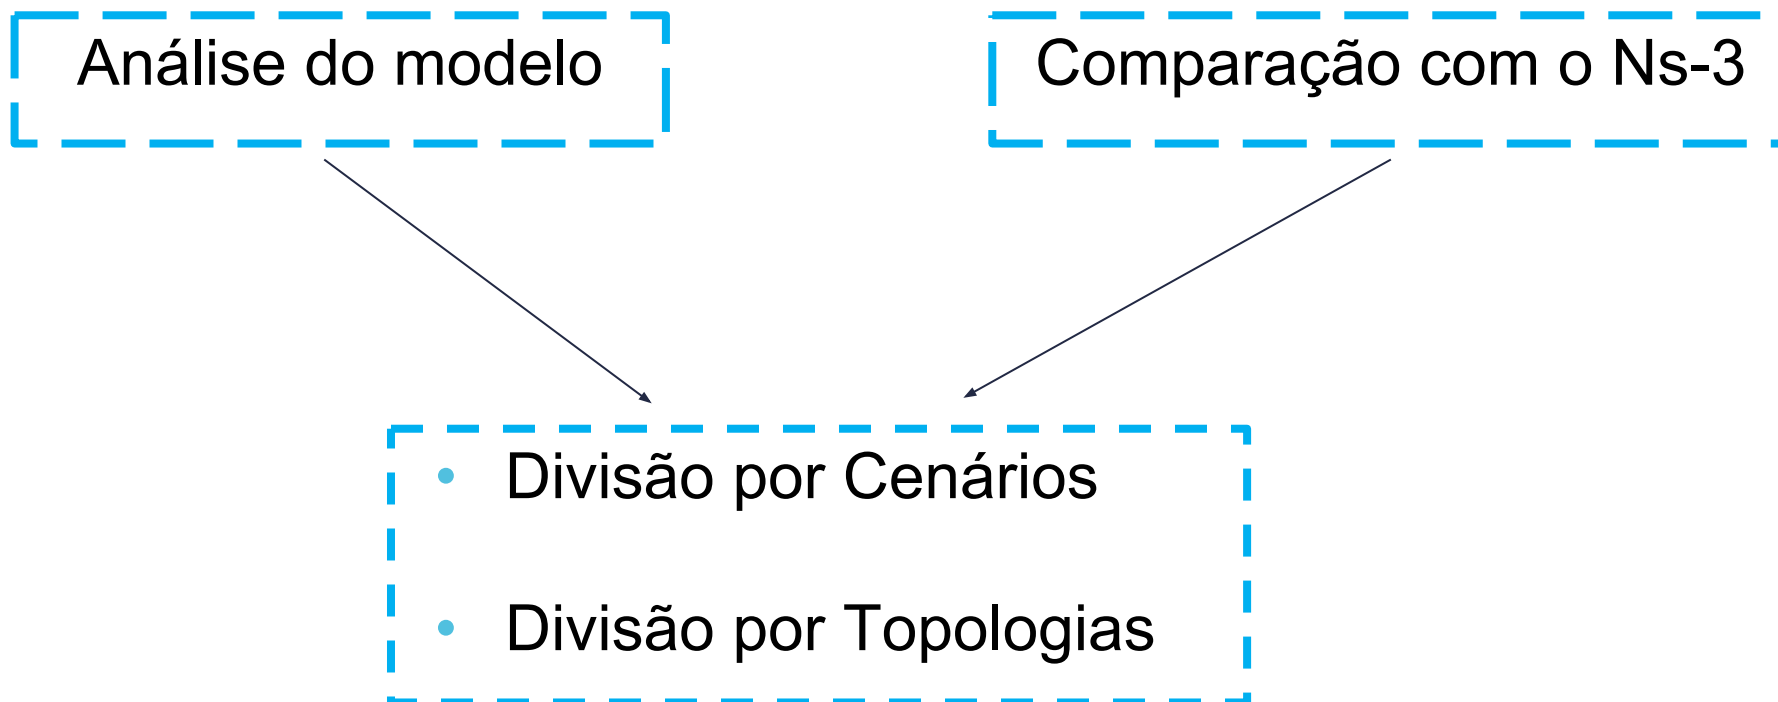 Análise do modelo
Comparação com o Ns-3
• Divisão por Cenários
• Divisão por Topologias